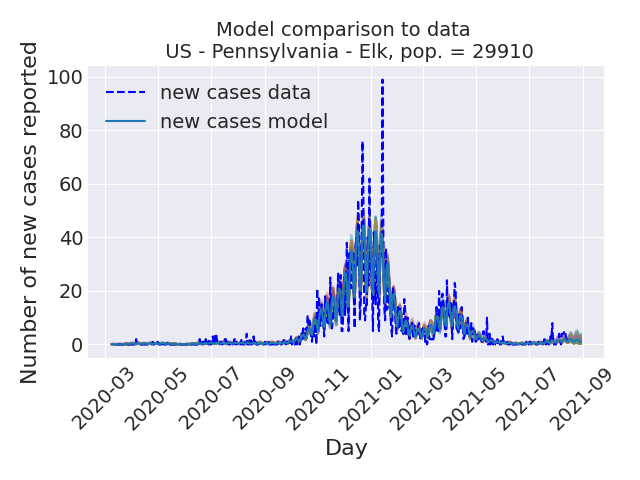 Model comparison to data
US - Pennsylvania - Elk, pop. = 29910
Number of new cases reported
100
80
60
40
20
0
new cases data
new cases model
2020-03
2020-05
2020-07
2020-09
2020-11
2021-01
2021-03
2021-05
2021-07
2021-09
Day